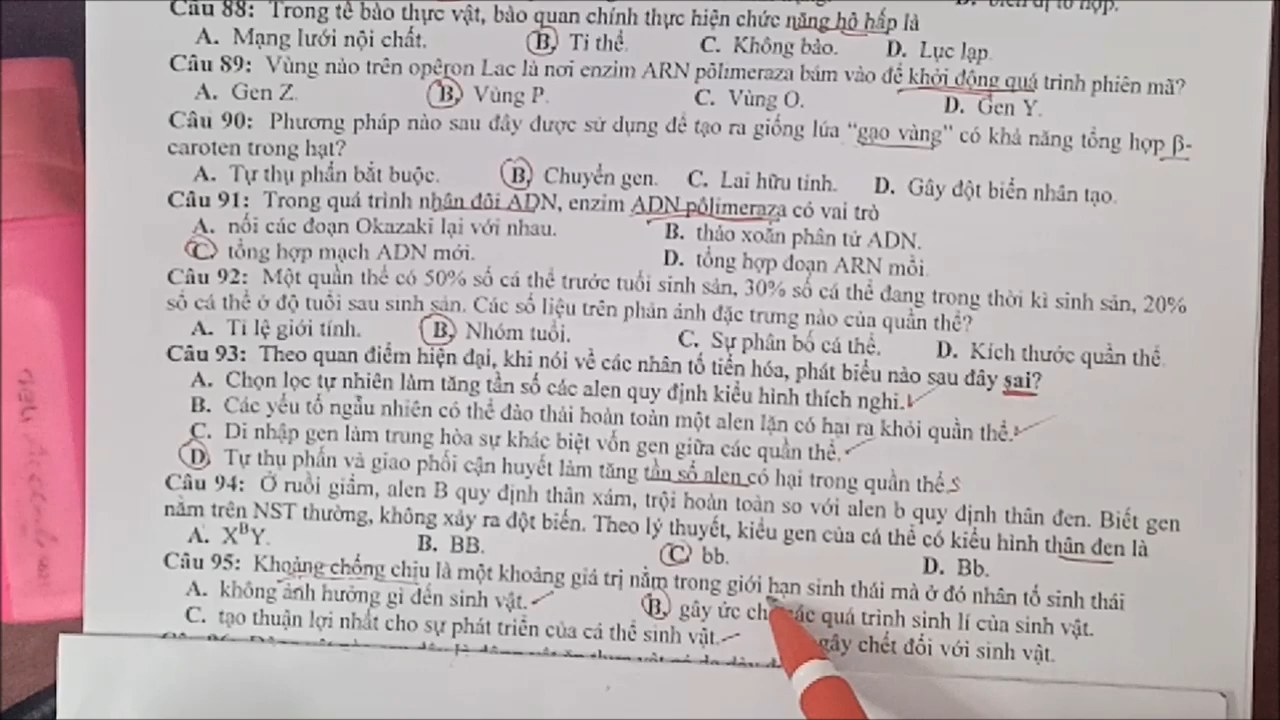 D. biến dị tổ hợp.
Câu 88: Trong tế bào thực vật, bào quan chính thực hiện chức năng hô hấp là
A. Mạng lưới nội chất. B. Ti thể. C. Không bào. D. Lục lạp.
Câu 89: Vùng nào trên opêron Lac là nơi enzim ARN pôlimeraza bám vào để khởi động quá trình phiên mã?
A. Gen Z. B. Vùng P. C. Vùng O. D. Gen Y.
Câu 90: Phương pháp nào sau đây được sử dụng để tạo ra giống lúa “gạo vàng” có khả năng tổng hợp β-
caroten trong hạt?
A. Tự thụ phấn bắt buộc. B. Chuyển gen. C. Lai hữu tính. D. Gây đột biến nhân tạo.
Câu 91: Trong quá trình nhân đôi ADN, enzim ADN pôlimeraza có vai trò
A. nối các đoạn Okazaki lại với nhau. B. tháo xoắn phân tử ADN.
C. tổng hợp mạch ADN mới. D. tổng hợp đoạn ARN mồi.
Câu 92: Một quần thể có 50% số cá thể trước tuổi sinh sản, 30% số cá thể đang trong thời kì sinh sản, 20%
số cá thể ở độ tuổi sau sinh sản. Các số liệu trên phản ánh đặc trưng nào của quần thể?
A. Tỉ lệ giới tính. B. Nhóm tuổi. C. Sự phân bố cá thể. D. Kích thước quần thể.
Câu 93: Theo quan điểm hiện đại, khi nói về các nhân tố tiến hóa, phát biểu nào sau đây sai?
A. Chọn lọc tự nhiên làm tăng tần số các alen quy định kiểu hình thích nghi.
B. Các yếu tố ngẫu nhiên có thể đào thải hoàn toàn một alen lặn có hại ra khỏi quần thể.
C. Di nhập gen làm trung hòa sự khác biệt vốn gen giữa các quần thể.
D. Tự thụ phấn và giao phối cận huyết làm tăng tần số alen có hại trong quần thể. S
Câu 94: Ở ruồi giấm, alen B quy định thân xám, trội hoàn toàn so với alen b quy định thân đen. Biết gen
nằm trên NST thường, không xảy ra đột biến. Theo lý thuyết, kiểu gen của cá thể có kiểu hình thân đen là
A. XᴮY. B. BB. C. bb. D. Bb.
Câu 95: Khoảng chống chịu là một khoảng giá trị nằm trong giới hạn sinh thái mà ở đó nhân tố sinh thái
A. không ảnh hưởng gì đến sinh vật. B. gây ức các quá trình sinh lí của sinh vật.
C. tạo thuận lợi nhất cho sự phát triển của cá thể sinh vật. gây chết đối với sinh vật.